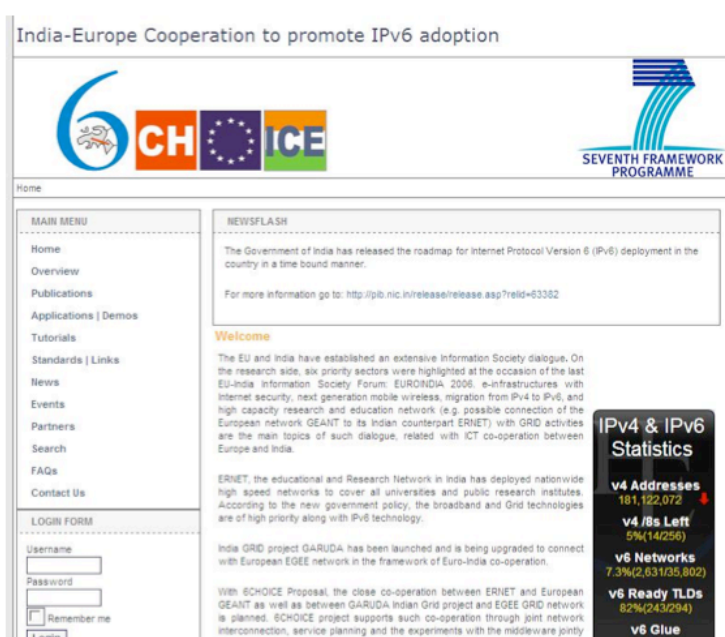 India-Europe Cooperation to promote IPv6 adoption
6CHOICE
SEVENTH FRAMEWORK
PROGRAMME
Home
MAIN MENU
Home
Overview
Publications
Applications | Demos
Tutorials
Standards | Links
News
Events
Partners
Search
FAQs
Contact Us
LOGIN FORM
Username
Password
Remember me
Login
NEWSFLASH
The Government of India has released the roadmap for Internet Protocol Version 6 (IPv6) deployment in the
country in a time bound manner.
For more information go to: http://pib.nic.in/release/release.asp?relid=63382
Welcome
The EU and India have established an extensive Information Society dialogue. On
the research side, six priority sectors were highlighted at the occasion of the last
EU-India Information Society Forum: EUROINDIA 2006. e-infrastructures with
Internet security, next generation mobile wireless, migration from IPv4 to IPv6, and
high capacity research and education network (e.g. possible connection of the
European network GEANT to its Indian counterpart ERNET) with GRID activities
are the main topics of such dialogue, related with ICT co-operation between
Europe and India.
ERNET, the educational and Research Network in India has deployed nationwide
high speed networks to cover all universities and public research institutes.
According to the new government policy, the broadband and Grid technologies
are of high priority along with IPv6 technology.
India GRID project GARUDA has been launched and is being upgraded to connect
with European EGEE network in the framework of Euro-India co-operation.
With 6CHOICE Proposal, the close co-operation between ERNET and European
GEANT as well as between GARUDA Indian Grid project and EGEE GRID network
is planned. 6CHOICE project supports such co-operation through joint network
interconnection, service planning and the experiments with the middleware jointly
IPv4 & IPv6
Statistics
v4 Addresses
181,122,072
v4 /8s Left
5%(14/256)
v6 Networks
7.3%(2,631/35,802)
v6 Ready TLDs
82%(243/294)
v6 Glue